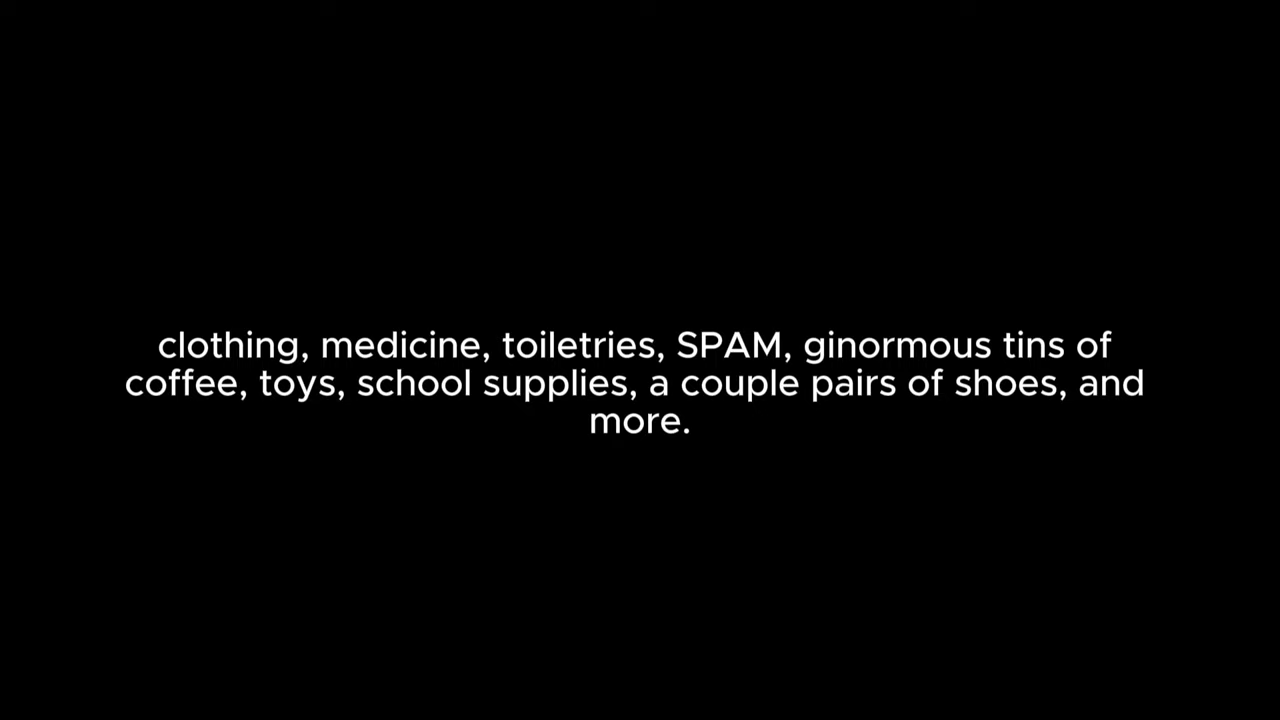 clothing, medicine, toiletries, SPAM, ginormous tins of
coffee, toys, school supplies, a couple pairs of shoes, and
more.